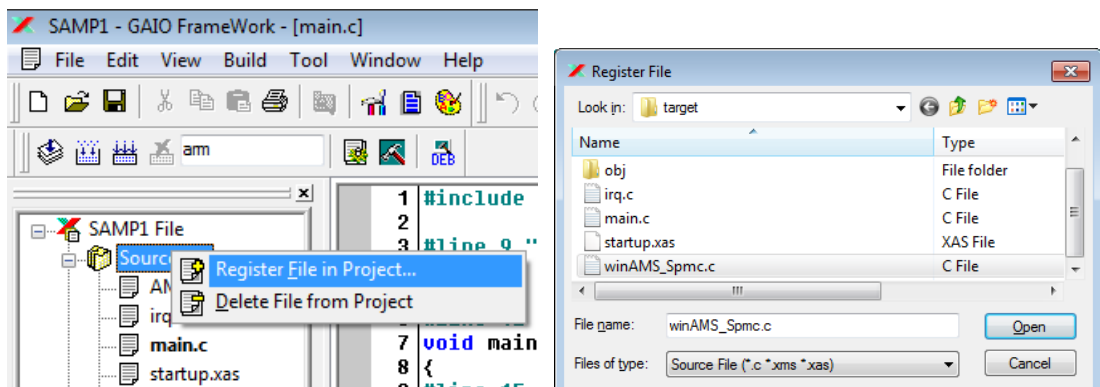 SAMP1 - GAIO FrameWork - [main.c]
File Edit View Build Tool Window Help
arm
DEB
SAMP1 File
Register File in Project...
Delete File from Project
main.c
startup.xas
1 #include
2
3 #line 9 "
7 void main
8 {
Register File
Look in: target
Name Type
obj File folder
irq.c C File
main.c C File
startup.xas XAS File
winAMS_Spmc.c C File
File name: winAMS_Spmc.c Open
Files of type: Source File (*.c *.xms *.xas) Cancel